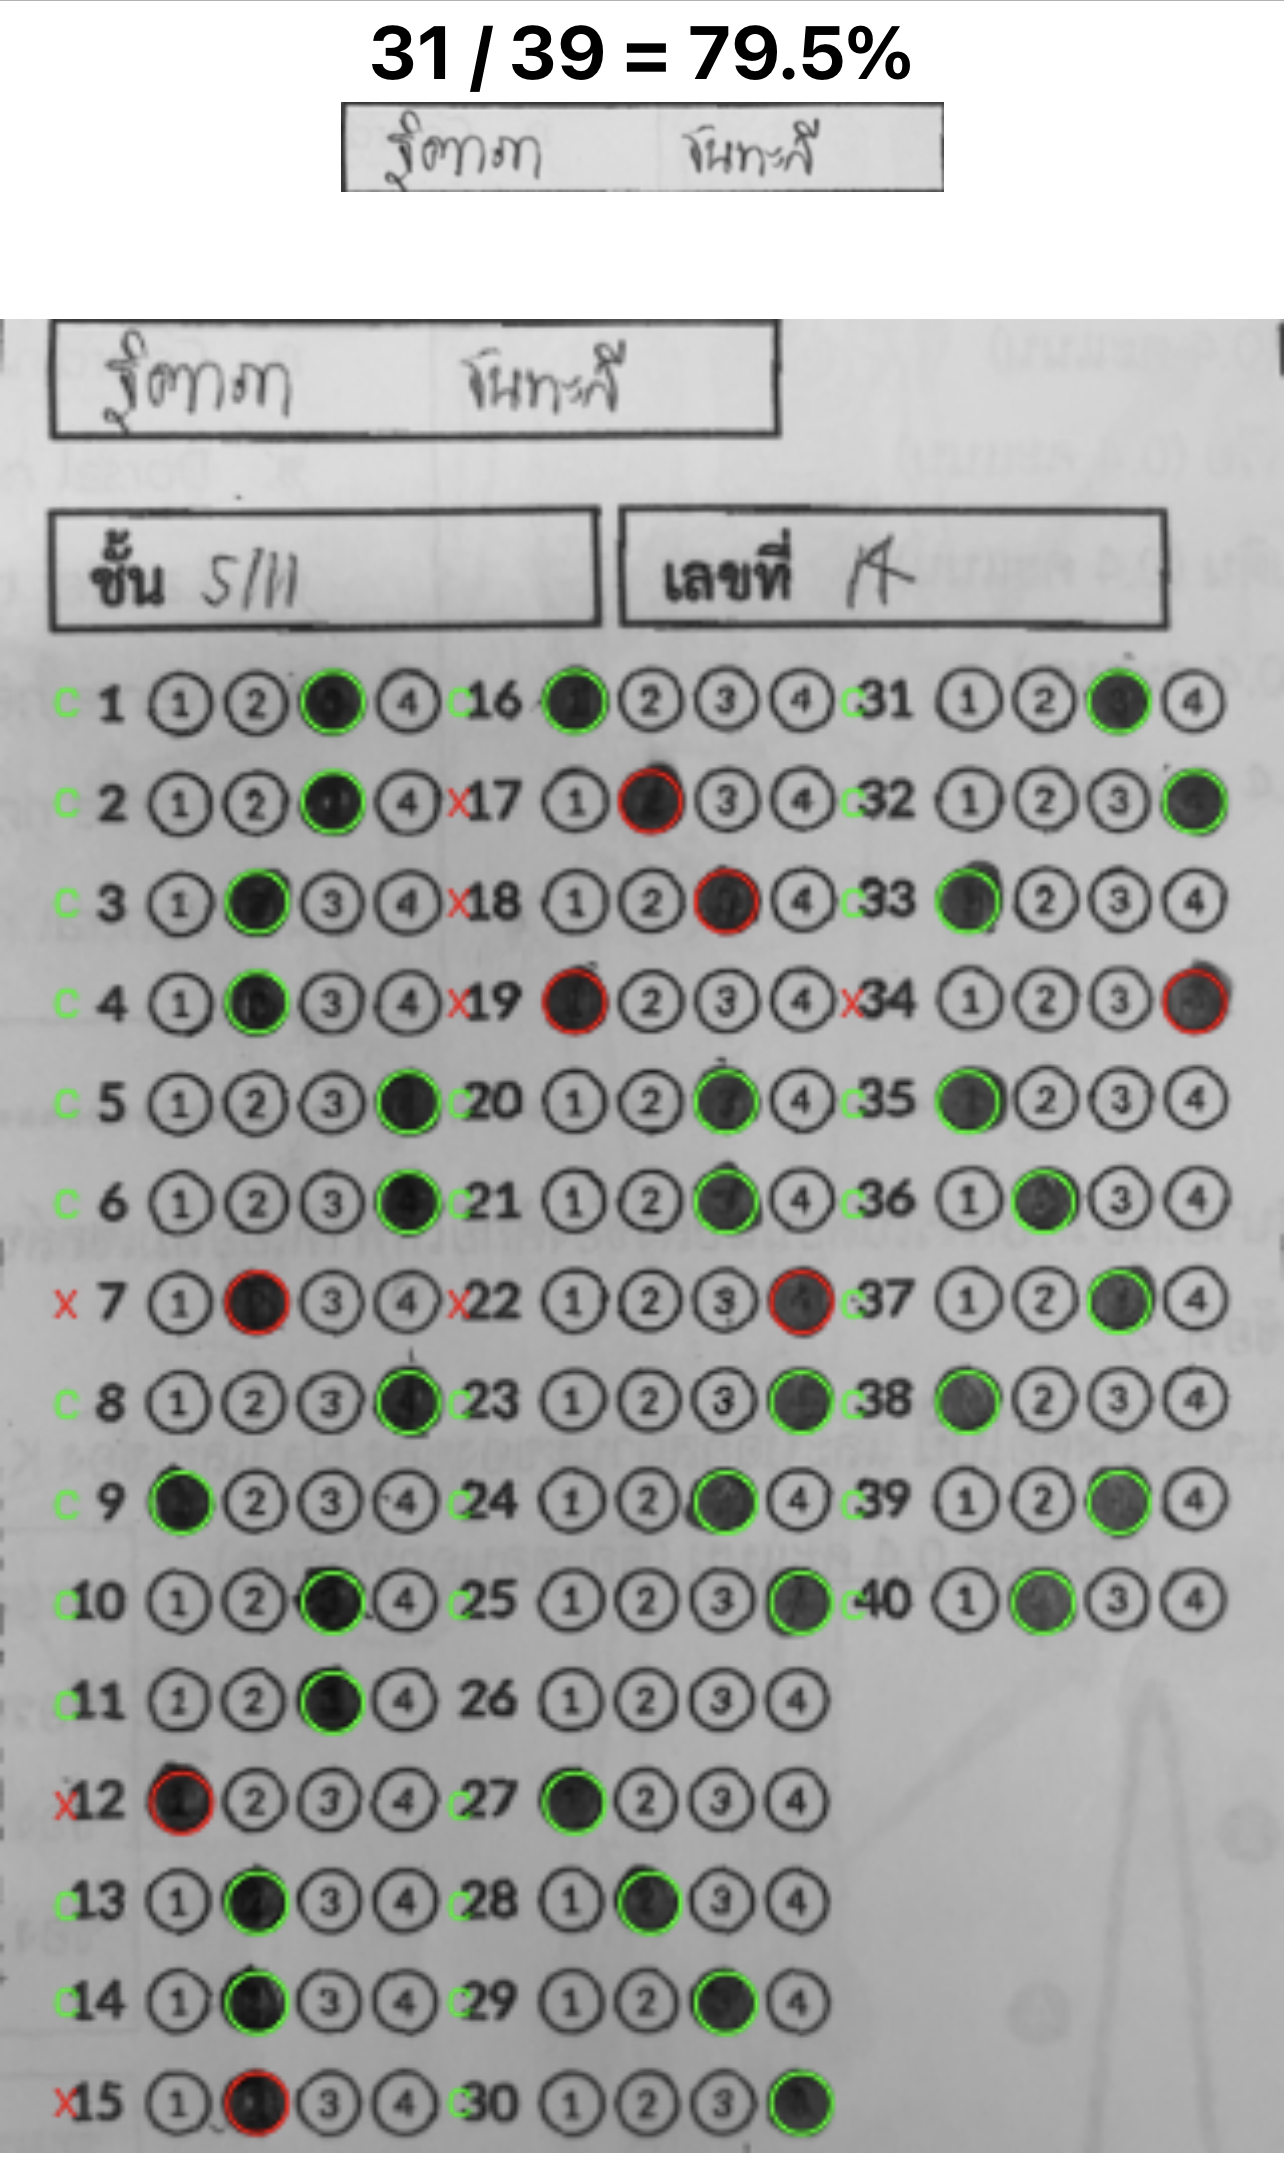 31 / 39 = 79.5%
ฐิตาภา จันทะสี
ฐิตาภา จันทะสี
ชั้น 5/11 เลขที่ 14
C 1 1 2 3 4 C 16 1 2 3 4 C 31 1 2 3 4
C 2 1 2 3 4 X 17 1 2 3 4 C 32 1 2 3 4
C 3 1 2 3 4 X 18 1 2 3 4 C 33 1 2 3 4
C 4 1 2 3 4 X 19 1 2 3 4 X 34 1 2 3 4
C 5 1 2 3 4 C 20 1 2 3 4 C 35 1 2 3 4
C 6 1 2 3 4 C 21 1 2 3 4 C 36 1 2 3 4
X 7 1 2 3 4 X 22 1 2 3 4 C 37 1 2 3 4
C 8 1 2 3 4 C 23 1 2 3 4 C 38 1 2 3 4
C 9 1 2 3 4 C 24 1 2 3 4 C 39 1 2 3 4
C 10 1 2 3 4 C 25 1 2 3 4 C 40 1 2 3 4
C 11 1 2 3 4 26 1 2 3 4
X 12 1 2 3 4 C 27 1 2 3 4
C 13 1 2 3 4 C 28 1 2 3 4
C 14 1 2 3 4 C 29 1 2 3 4
X 15 1 2 3 4 C 30 1 2 3 4